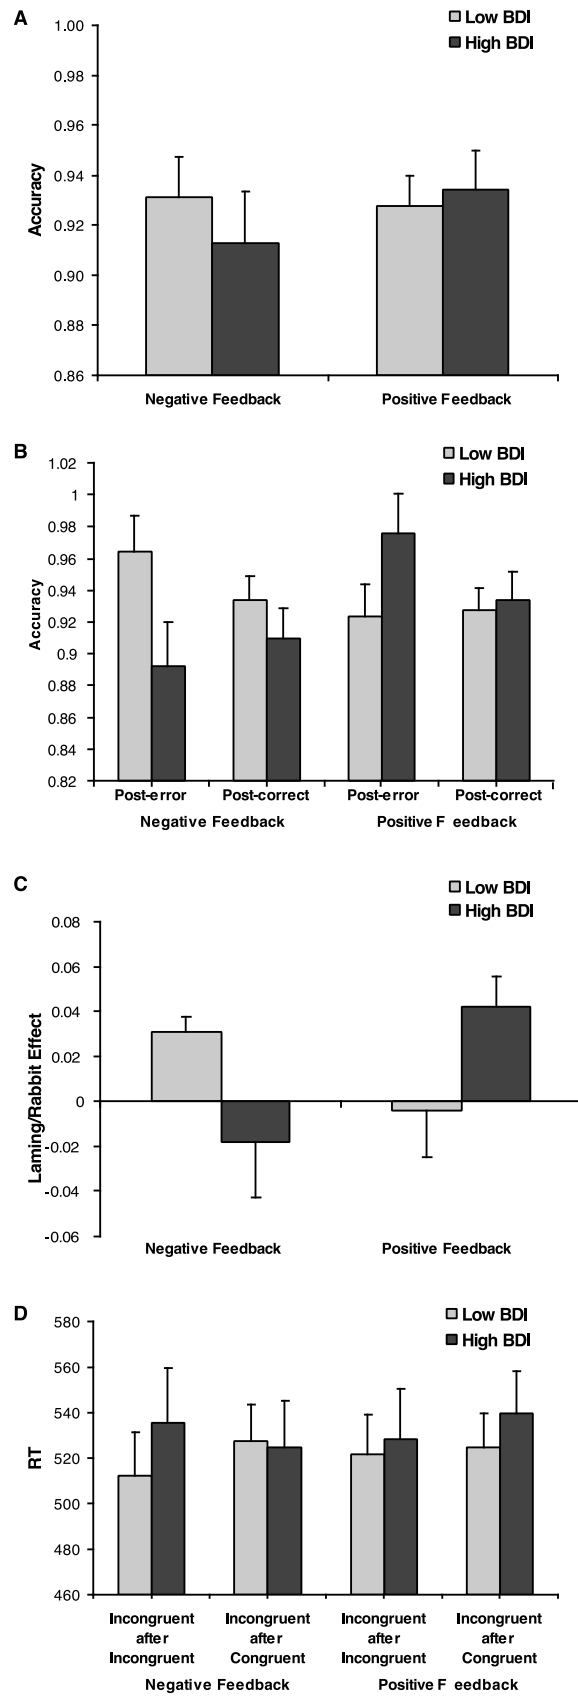 A
Low BDI
High BDI
1.00
0.98
0.96
0.94
0.92
0.90
0.88
0.86
Accuracy
Negative Feedback Positive Feedback
B
Low BDI
High BDI
1.02
1
0.98
0.96
0.94
0.92
0.9
0.88
0.86
0.84
0.82
Accuracy
Post-error Post-correct Post-error Post-correct
Negative Feedback Positive F eedback
C
Low BDI
High BDI
0.08
0.06
0.04
0.02
0
-0.02
-0.04
-0.06
Laming/Rabbit Effect
Negative Feedback Positive Feedback
D
Low BDI
High BDI
580
560
540
520
500
480
460
RT
Incongruent Incongruent Incongruent Incongruent
after after after after
Incongruent Congruent Incongruent Congruent
Negative Feedback Positive F eedback